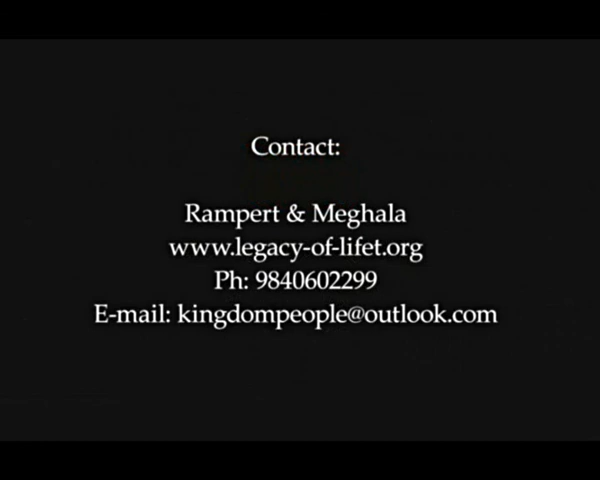 Contact:
Rampert & Meghala
www.legacy-of-lifet.org
Ph: 9840602299
E-mail: kingdompeople@outlook.com